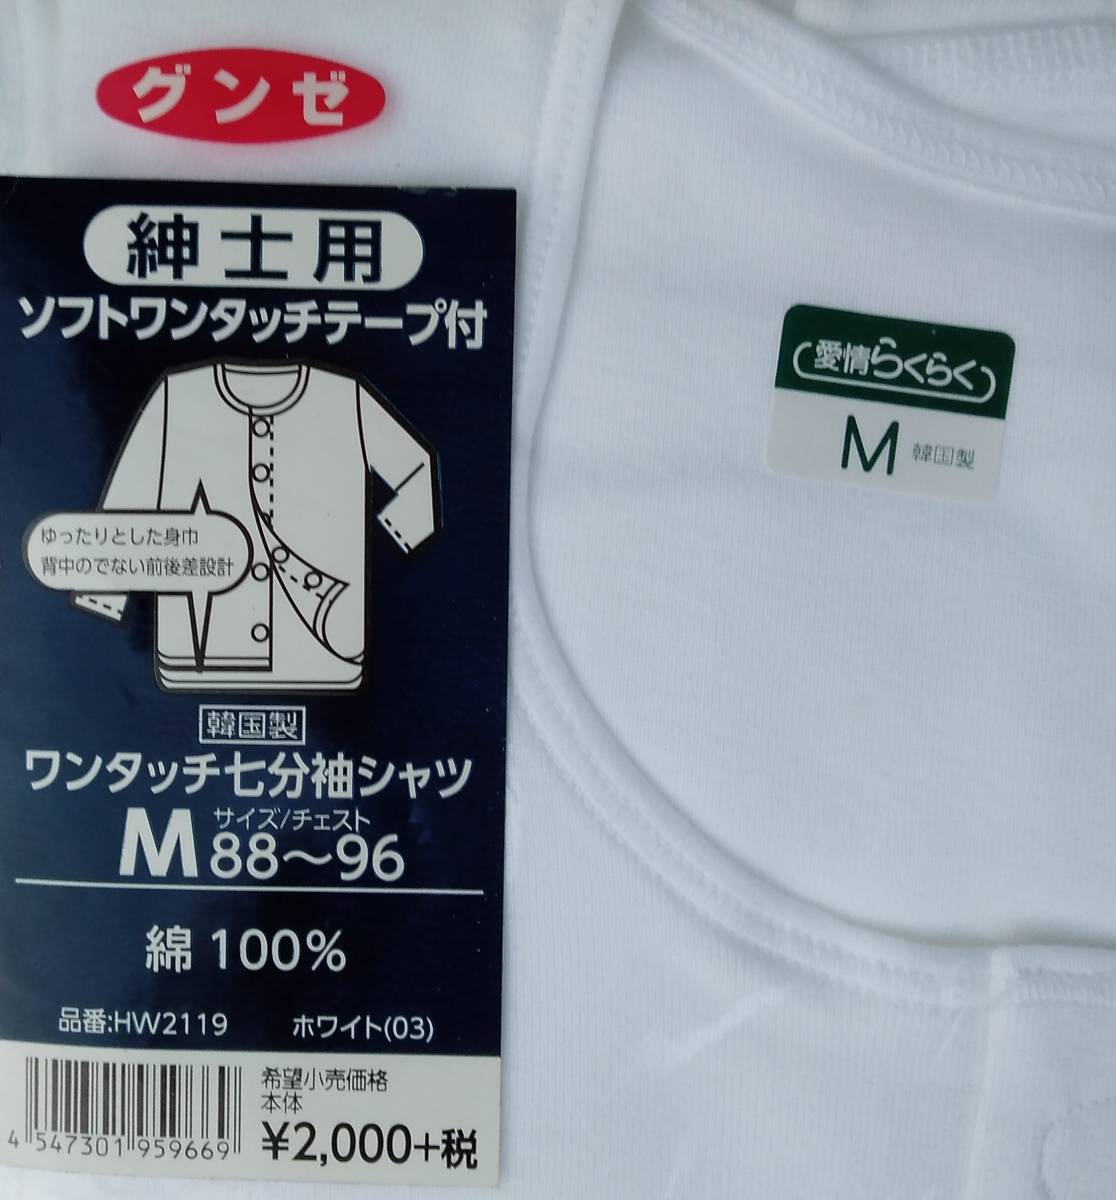 グンゼ
紳士用
ソフトワンタッチテープ付
ゆったりとした身巾
背中のでない前後差設計
韓国製
ワンタッチ七分袖シャツ
サイズ/チェスト
M 88～96
綿 100%
品番:HW2119 ホワイト(03)
希望小売価格
本体
¥2,000+税
4 547301 959669
愛情らくらく
M 韓国製